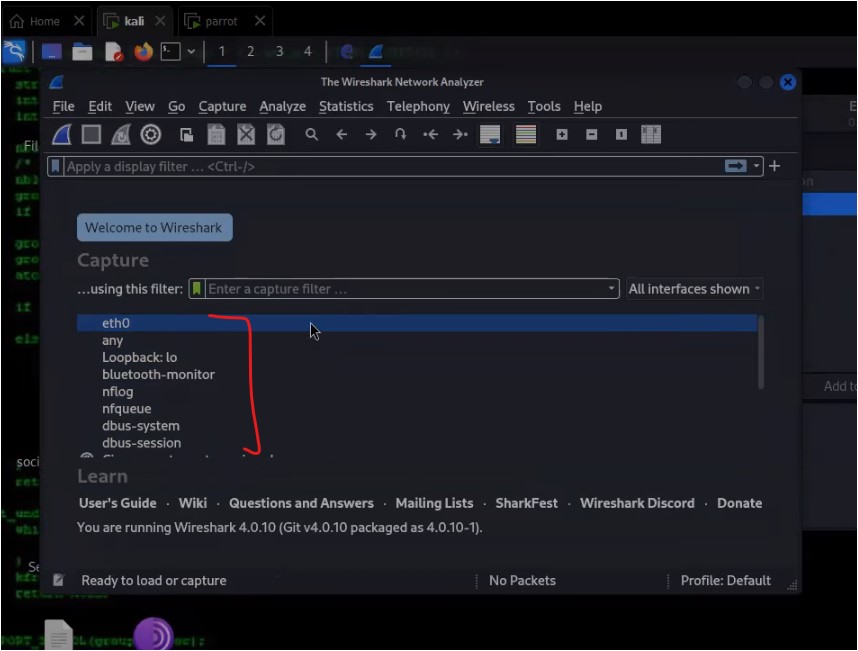 Home
kali
parrot
1 2 3 4
The Wireshark Network Analyzer
File Edit View Go Capture Analyze Statistics Telephony Wireless Tools Help
Apply a display filter ... <Ctrl-/>
Welcome to Wireshark
Capture
...using this filter: Enter a capture filter ... All interfaces shown
eth0
any
Loopback: lo
bluetooth-monitor
nflog
nfqueue
dbus-system
dbus-session
Learn
User's Guide · Wiki · Questions and Answers · Mailing Lists · SharkFest · Wireshark Discord · Donate
You are running Wireshark 4.0.10 (Git v4.0.10 packaged as 4.0.10-1).
Ready to load or capture No Packets Profile: Default
Add to